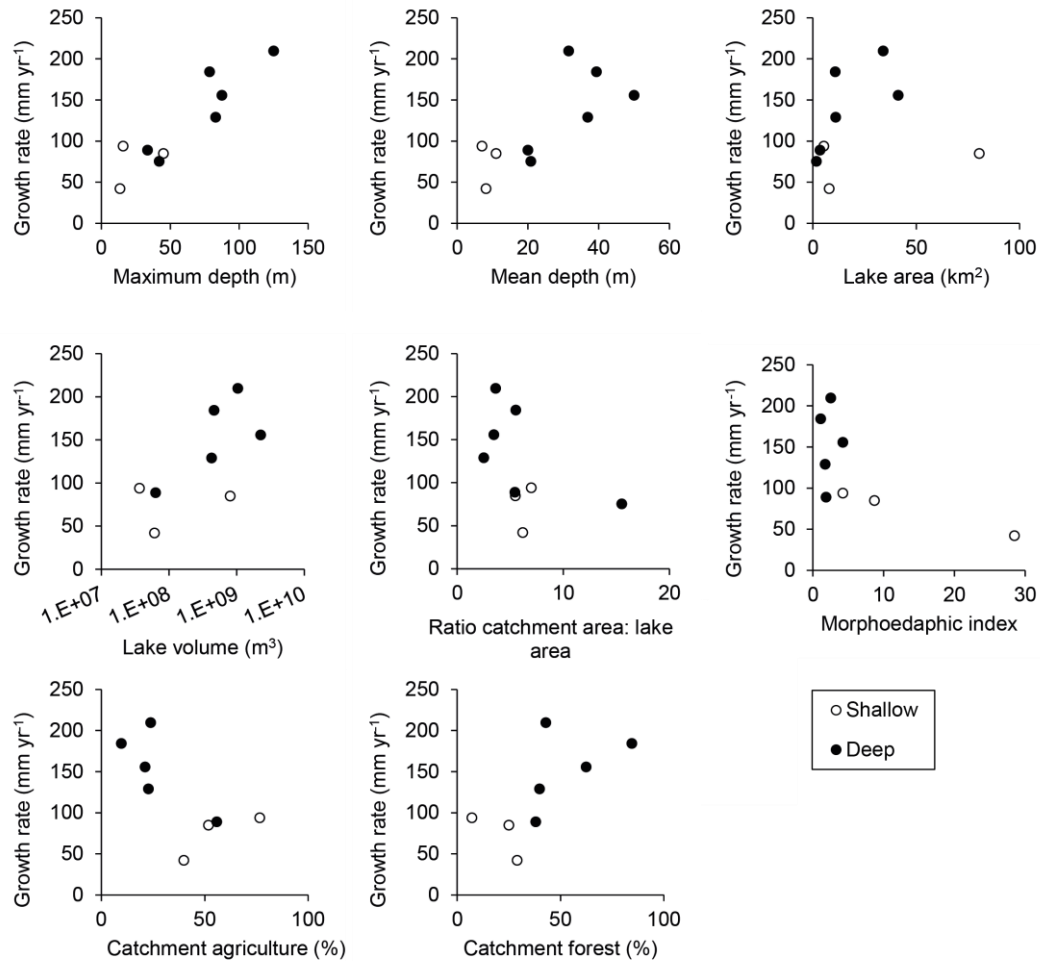 250
200
150
100
50
0
Growth rate (mm yr⁻¹)
0 50 100 150
Maximum depth (m)
250
200
150
100
50
0
Growth rate (mm yr⁻¹)
0 20 40 60
Mean depth (m)
250
200
150
100
50
0
Growth rate (mm yr⁻¹)
0 50 100
Lake area (km²)
250
200
150
100
50
0
Growth rate (mm yr⁻¹)
1.E+07 1.E+08 1.E+09 1.E+10
Lake volume (m³)
250
200
150
100
50
0
Growth rate (mm yr⁻¹)
0 10 20
Ratio catchment area: lake
area
250
200
150
100
50
0
Growth rate (mm yr⁻¹)
0 10 20 30
Morphoedaphic index
250
200
150
100
50
0
Growth rate (mm yr⁻¹)
0 50 100
Catchment agriculture (%)
250
200
150
100
50
0
Growth rate (mm yr⁻¹)
0 50 100
Catchment forest (%)
Shallow
Deep